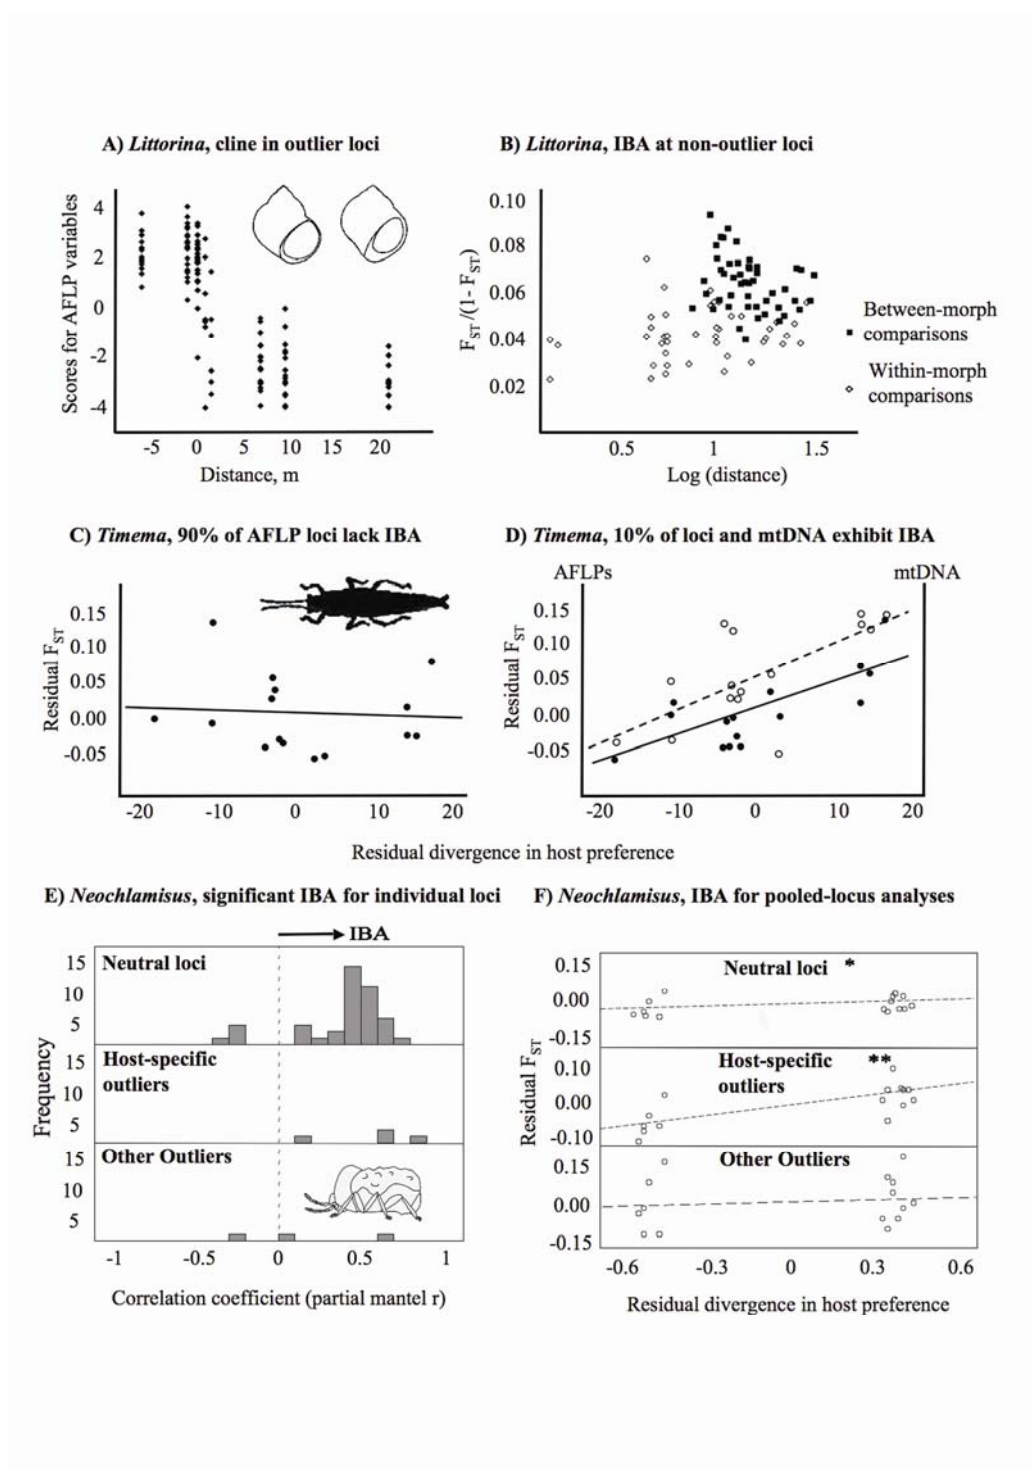 A) Littorina, cline in outlier loci
Scores for AFLP variables
4
2
0
-2
-4
-5 0 5 10 15 20
Distance, m
B) Littorina, IBA at non-outlier loci
FST/(1- FST)
0.10
0.08
0.06
0.04
0.02
0.5 1 1.5
Log (distance)
Between-morph
comparisons
Within-morph
comparisons
C) Timema, 90% of AFLP loci lack IBA
Residual FST
0.15
0.10
0.05
0.00
-0.05
-20 -10 0 10 20
D) Timema, 10% of loci and mtDNA exhibit IBA
AFLPs mtDNA
Residual FST
0.15
0.10
0.05
0.00
-0.05
-20 -10 0 10 20
Residual divergence in host preference
E) Neochlamisus, significant IBA for individual loci
IBA
Frequency
15
10
5
Neutral loci
15
10
5
Host-specific
outliers
15
10
5
Other Outliers
-1 -0.5 0 0.5 1
Correlation coefficient (partial mantel r)
F) Neochlamisus, IBA for pooled-locus analyses
Residual FST
0.15
0.00
-0.15
Neutral loci *
0.10
0.00
-0.10
Host-specific **
outliers
0.15
0.00
-0.15
Other Outliers
-0.6 -0.3 0 0.3 0.6
Residual divergence in host preference